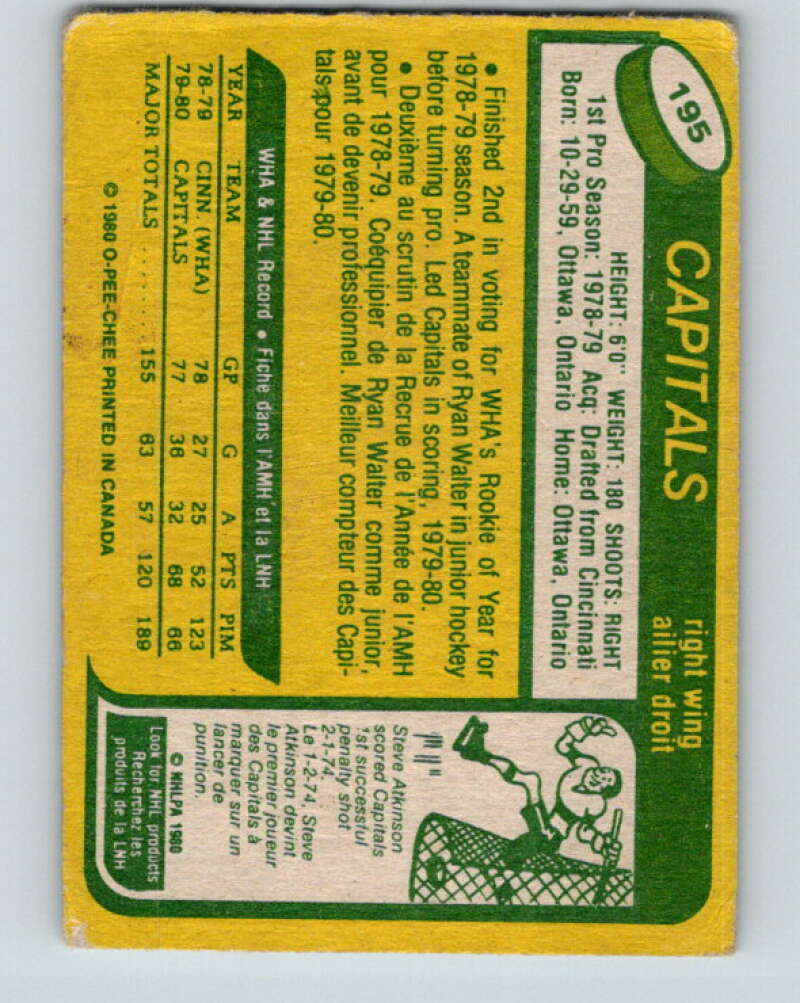 195
CAPITALS
right wing
ailier droit
HEIGHT: 6'0" WEIGHT: 180 SHOOTS: RIGHT
1st Pro Season: 1978-79 Acq: Drafted from Cincinnati
Born: 10-29-59, Ottawa, Ontario Home: Ottawa, Ontario
• Finished 2nd in voting for WHA's Rookie of Year for
1978-79 season. A teammate of Ryan Walter in junior hockey
before turning pro. Led Capitals in scoring, 1979-80.
• Deuxième au scrutin de la Recrue de l'Année de l'AMH
pour 1978-79. Coéquipier de Ryan Walter comme junior,
avant de devenir professionnel. Meilleur compteur des Capi-
tals pour 1979-80.
WHA & NHL Record • Fiche dans l'AMH et la LNH
YEAR TEAM GP G A PTS PIM
78-79 CINN. (WHA) 78 27 25 52 123
79-80 CAPITALS 77 36 32 68 66
MAJOR TOTALS ....... 155 63 57 120 189
© 1980 O-PEE-CHEE PRINTED IN CANADA
Steve Atkinson
scored Capitals
1st successful
penalty shot
2-1-74.
Le 1-2-74, Steve
Atkinson devint
le premier joueur
des Capitals à
marquer sur un
lancer de
punition.
© NHLPA 1980
Look for NHL products
Recherchez les
produits de la LNH